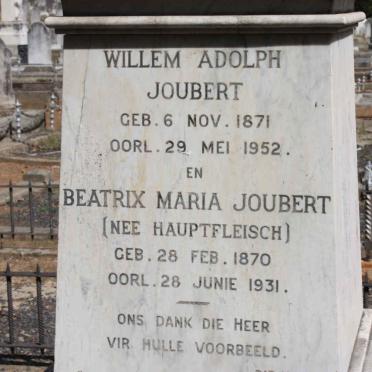 WILLEM ADOLPH
JOUBERT
GEB. 6 NOV. 1871
OORL. 29 MEI 1952.
EN
BEATRIX MARIA JOUBERT
(NEE HAUPTFLEISCH)
GEB. 28 FEB. 1870
OORL. 28 JUNIE 1931.
ONS DANK DIE HEER
VIR HULLE VOORBEELD.